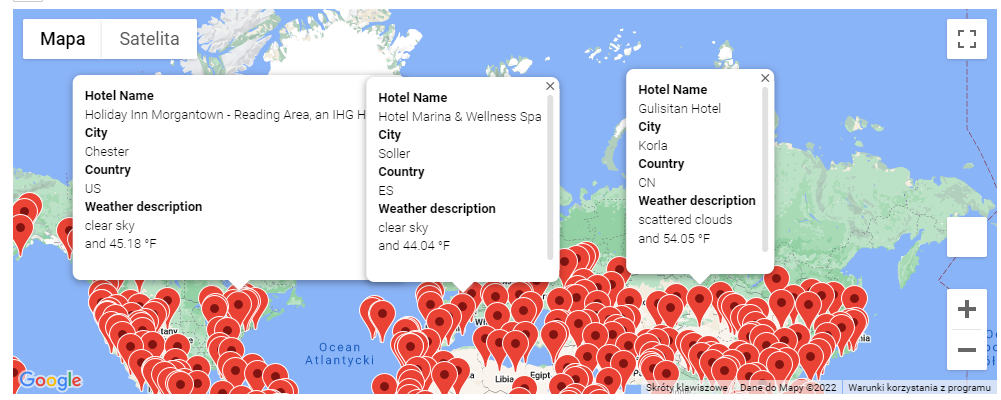 Mapa
Satelita
Hotel Name
Holiday Inn Morgantown - Reading Area, an IHG H
City
Chester
Country
US
Weather description
clear sky
and 45.18 °F
Hotel Name
Hotel Marina & Wellness Spa
City
Soller
Country
ES
Weather description
clear sky
and 44.04 °F
Hotel Name
Gulisitan Hotel
City
Korla
Country
CN
Weather description
scattered clouds
and 54.05 °F
Ocean
Atlantycki
Libia
Egipt
Google
Skróty klawiszowe
Dane do Mapy ©2022
Warunki korzystania z programu